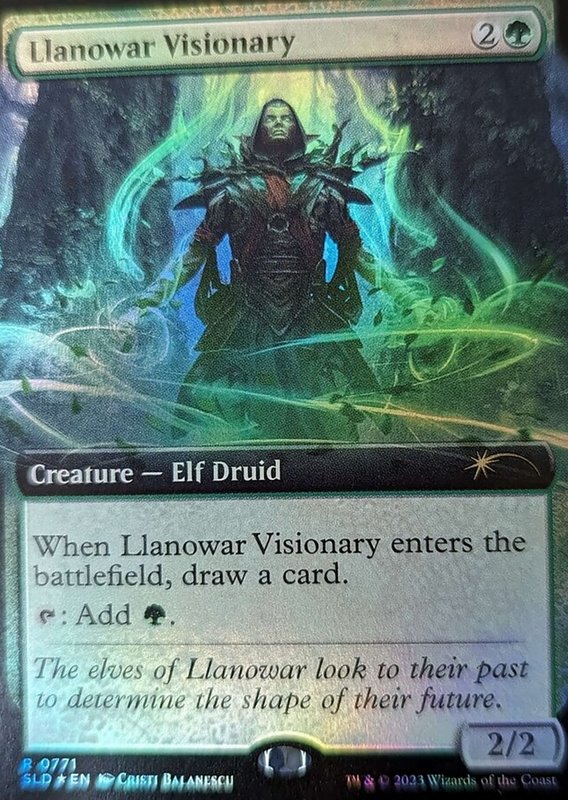 Llanowar Visionary 2
Creature — Elf Druid
When Llanowar Visionary enters the
battlefield, draw a card.
: Add .
The elves of Llanowar look to their past
to determine the shape of their future.
2/2
R 0771
SLD ★ EN Cristi Balanescu
™ & © 2023 Wizards of the Coast